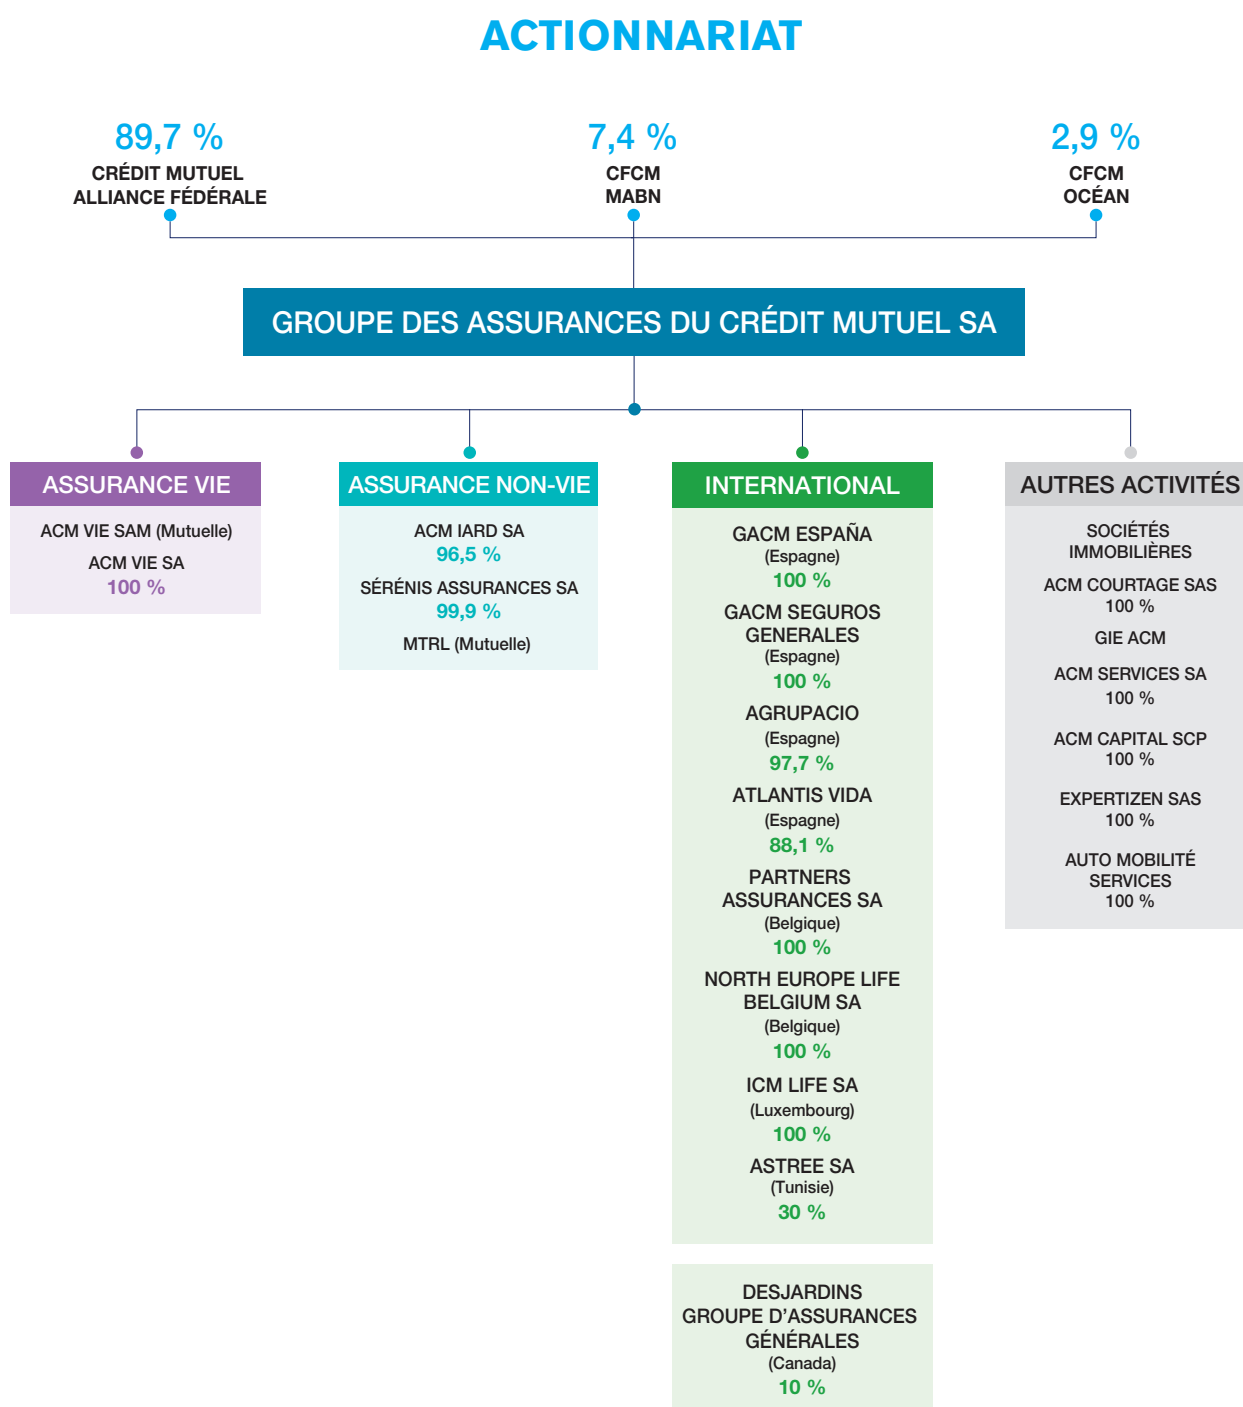 ACTIONNARIAT
89,7 %
CRÉDIT MUTUEL
ALLIANCE FÉDÉRALE
7,4 %
CFCM
MABN
2,9 %
CFCM
OCÉAN
GROUPE DES ASSURANCES DU CRÉDIT MUTUEL SA
ASSURANCE VIE
ACM VIE SAM (Mutuelle)
ACM VIE SA
100 %
ASSURANCE NON-VIE
ACM IARD SA
96,5 %
SÉRÉNIS ASSURANCES SA
99,9 %
MTRL (Mutuelle)
INTERNATIONAL
GACM ESPAÑA
(Espagne)
100 %
GACM SEGUROS
GENERALES
(Espagne)
100 %
AGRUPACIO
(Espagne)
97,7 %
ATLANTIS VIDA
(Espagne)
88,1 %
PARTNERS
ASSURANCES SA
(Belgique)
100 %
NORTH EUROPE LIFE
BELGIUM SA
(Belgique)
100 %
ICM LIFE SA
(Luxembourg)
100 %
ASTREE SA
(Tunisie)
30 %
DESJARDINS
GROUPE D’ASSURANCES
GÉNÉRALES
(Canada)
10 %
AUTRES ACTIVITÉS
SOCIÉTÉS
IMMOBILIÈRES
ACM COURTAGE SAS
100 %
GIE ACM
ACM SERVICES SA
100 %
ACM CAPITAL SCP
100 %
EXPERTIZEN SAS
100 %
AUTO MOBILITÉ
SERVICES
100 %